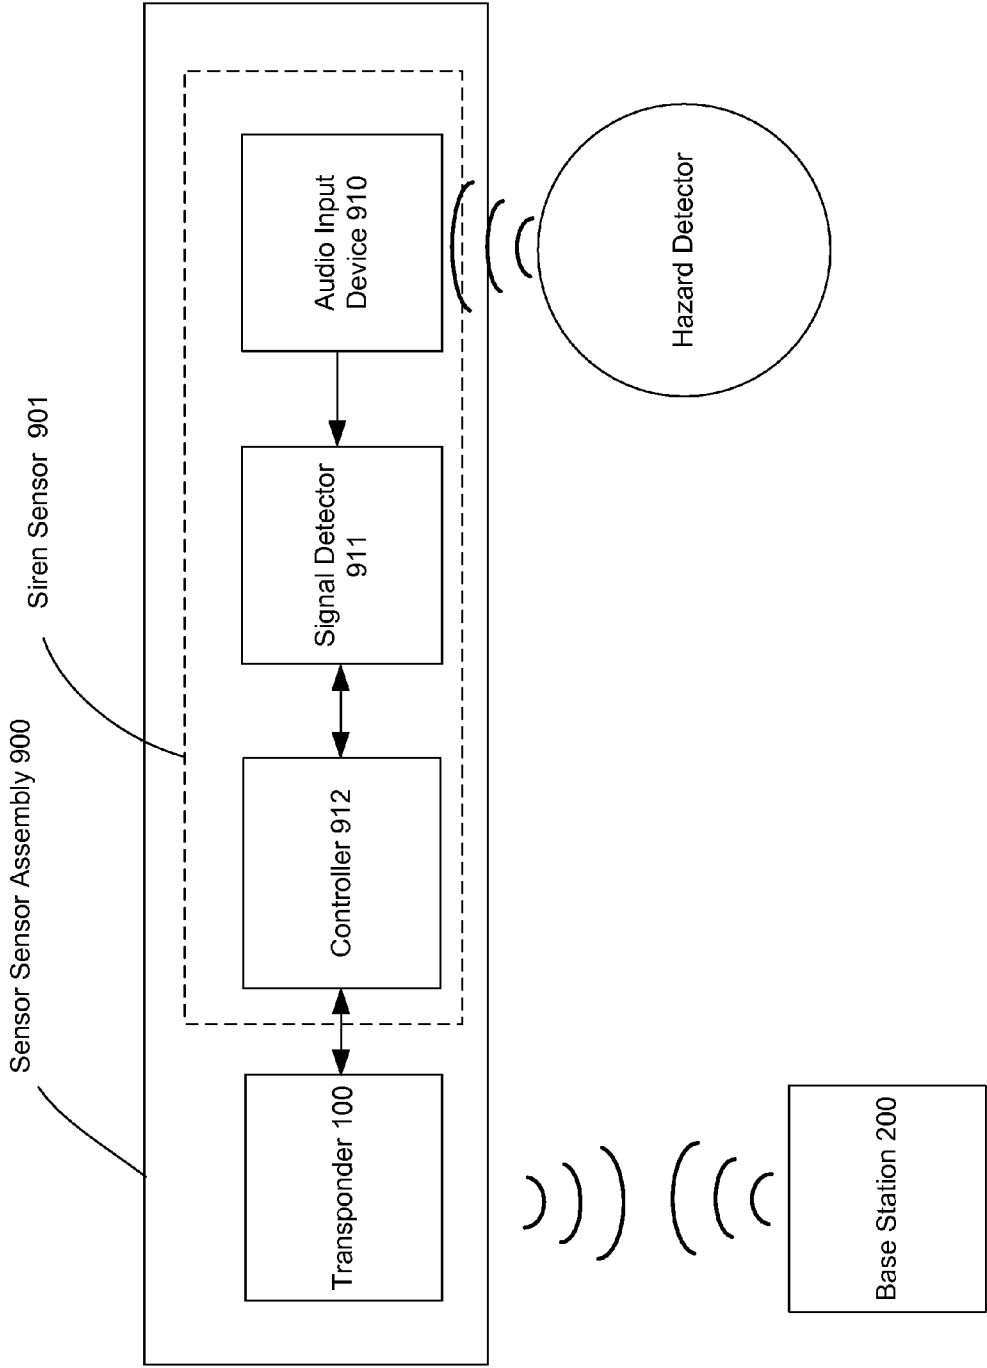 Sensor Sensor Assembly 900
Siren Sensor 901
Transponder 100
Controller 912
Signal Detector
911
Audio Input
Device 910
Base Station 200
Hazard Detector